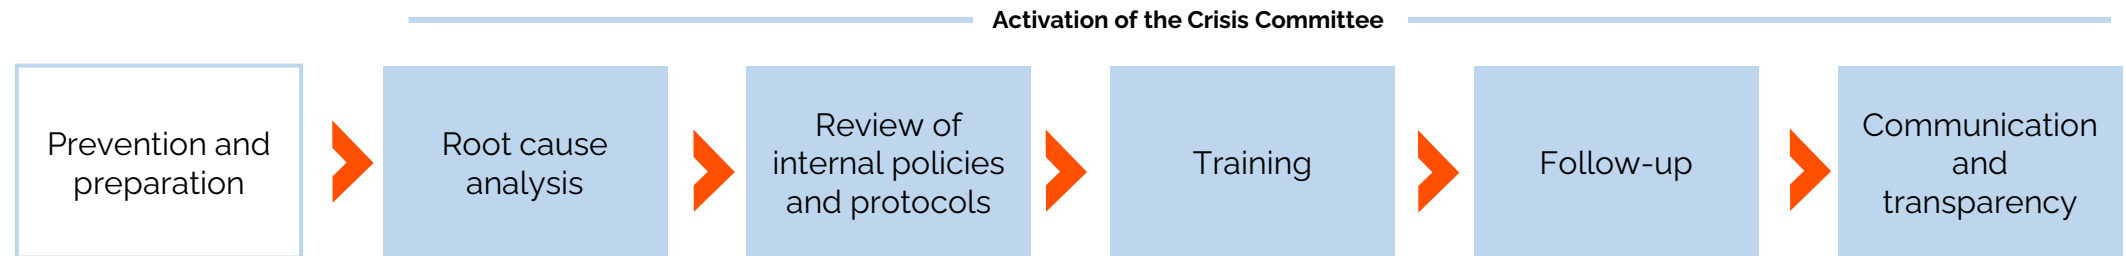 Activation of the Crisis Committee
Prevention and
preparation
Root cause
analysis
Review of
internal policies
and protocols
Training
Follow-up
Communication
and
transparency